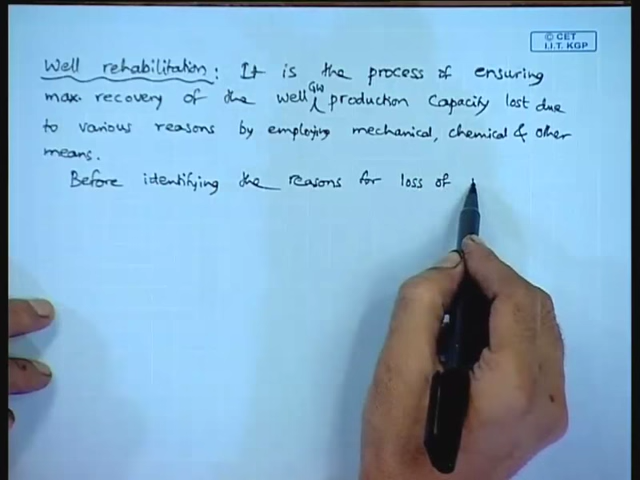 © CET
I.I.T. KGP
Well rehabilitation: It is the process of ensuring
max. recovery of the well GW production capacity lost due
to various reasons by employing mechanical, chemical & other
means.
Before identifying the reasons for loss of